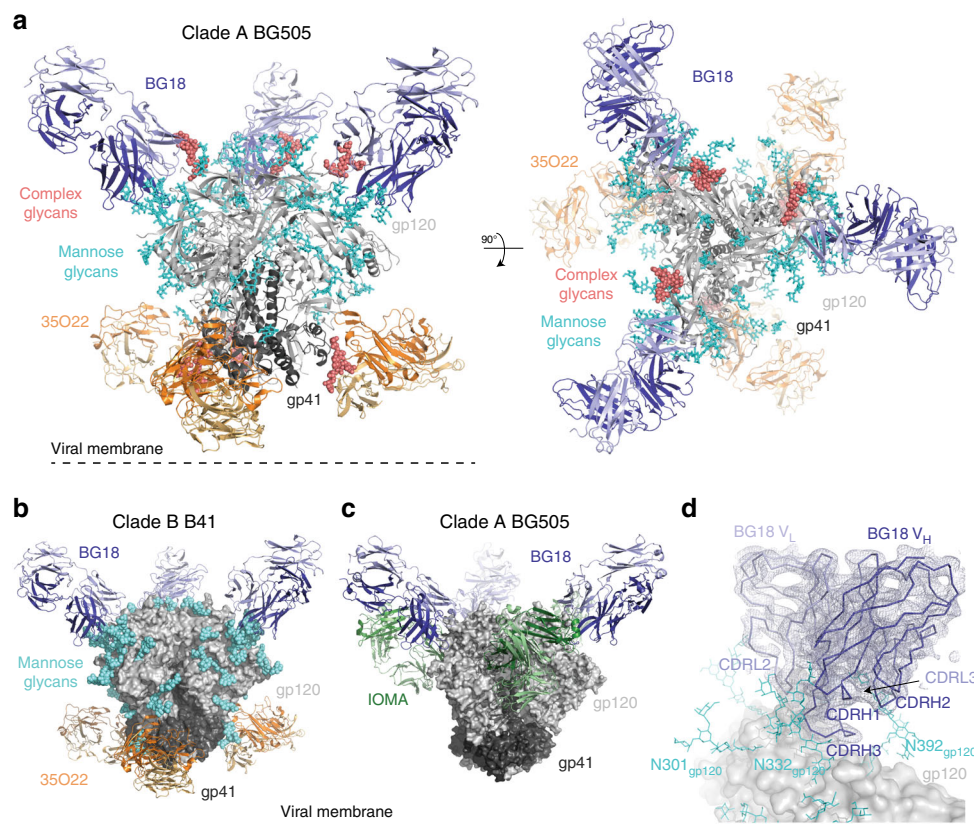 a
Clade A BG505
BG18
Complex
glycans
Mannose
glycans
gp120
35O22
gp41
Viral membrane
90°
BG18
35O22
Complex
glycans
Mannose
glycans
gp120
gp41
b
Clade B B41
BG18
Mannose
glycans
gp120
35O22
gp41
Viral membrane
c
Clade A BG505
BG18
IOMA
gp120
gp41
d
BG18 VL
BG18 VH
CDRL2
CDRL3
CDRH1
CDRH2
CDRH3
N392gp120
N301gp120
N332gp120
gp120